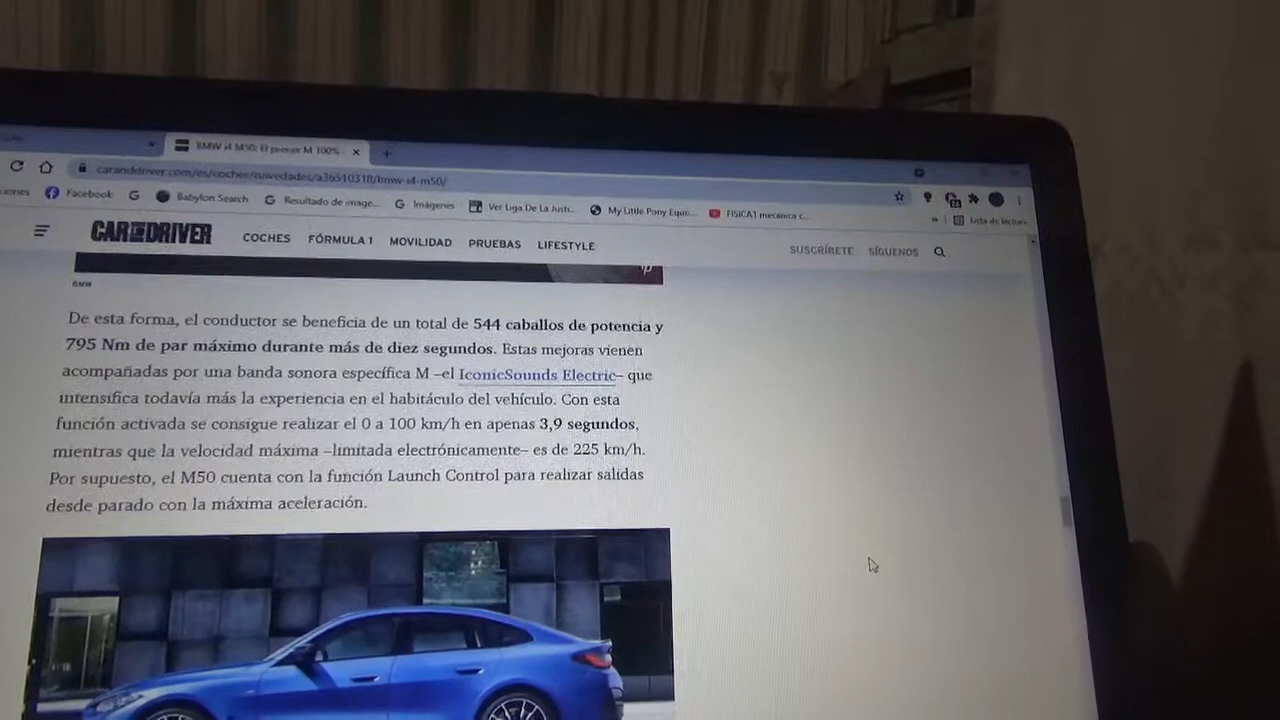 BMW i4 M50: El primer M 100%
caranddriver.com/es/coches/novedades/a36510318/bmw-i4-m50/
Facebook
Babylon Search
Resultado de image...
Imágenes
Ver Liga De La Justi...
My Little Pony Equi...
FISICA1 mecanica c...
Lista de lectura
CAR AND DRIVER
COCHES FÓRMULA 1 MOVILIDAD PRUEBAS LIFESTYLE
SUSCRÍBETE SÍGUENOS
BMW
De esta forma, el conductor se beneficia de un total de 544 caballos de potencia y
795 Nm de par máximo durante más de diez segundos. Estas mejoras vienen
acompañadas por una banda sonora específica M –el IconicSounds Electric– que
intensifica todavía más la experiencia en el habitáculo del vehículo. Con esta
función activada se consigue realizar el 0 a 100 km/h en apenas 3,9 segundos,
mientras que la velocidad máxima –limitada electrónicamente– es de 225 km/h.
Por supuesto, el M50 cuenta con la función Launch Control para realizar salidas
desde parado con la máxima aceleración.